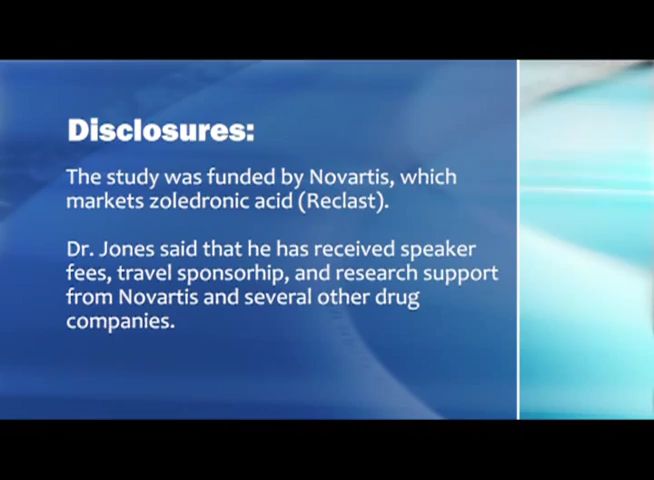 Disclosures:
The study was funded by Novartis, which
markets zoledronic acid (Reclast).
Dr. Jones said that he has received speaker
fees, travel sponsorhip, and research support
from Novartis and several other drug
companies.